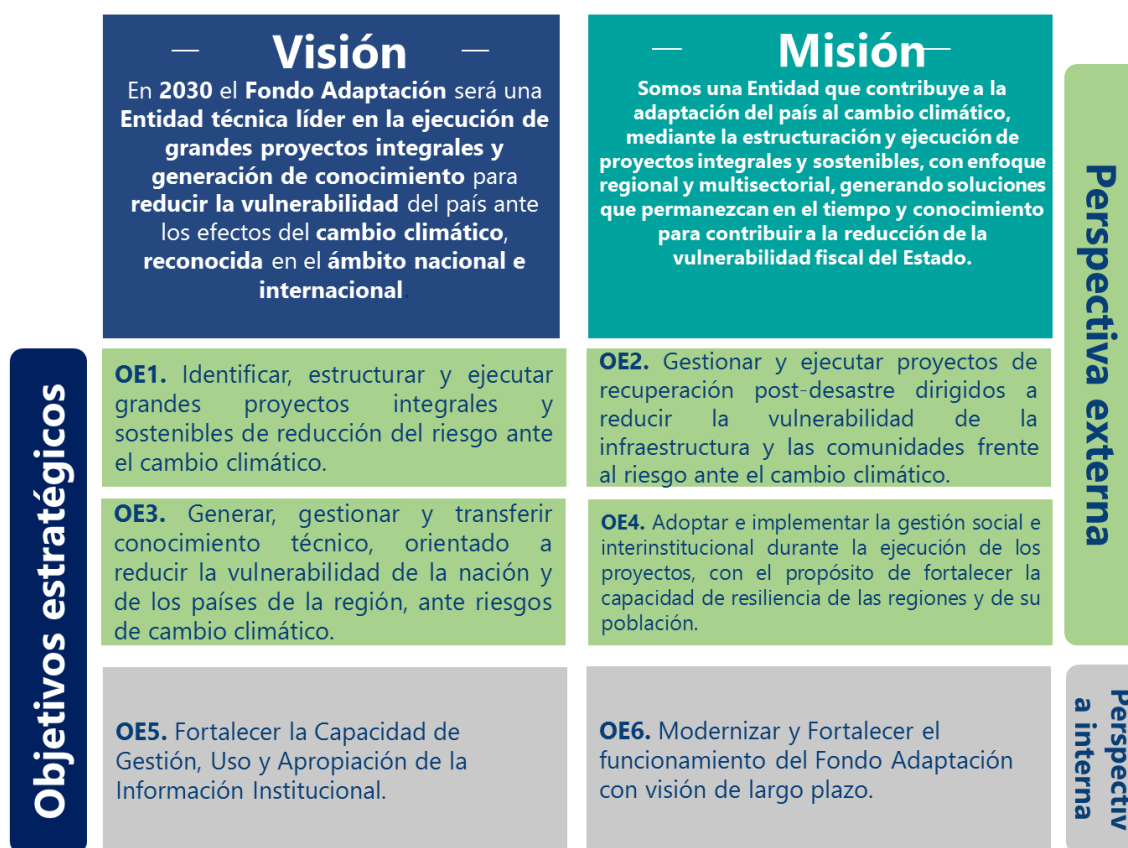 Visión
En 2030 el Fondo Adaptación será una
Entidad técnica líder en la ejecución de
grandes proyectos integrales y
generación de conocimiento para
reducir la vulnerabilidad del país ante
los efectos del cambio climático,
reconocida en el ámbito nacional e
internacional.
Misión
Somos una Entidad que contribuye a la
adaptación del país al cambio climático,
mediante la estructuración y ejecución de
proyectos integrales y sostenibles, con enfoque
regional y multisectorial, generando soluciones
que permanezcan en el tiempo y conocimiento
para contribuir a la reducción de la
vulnerabilidad fiscal del Estado.
Perspectiva externa
Objetivos estratégicos
OE1. Identificar, estructurar y ejecutar
grandes proyectos integrales y
sostenibles de reducción del riesgo ante
el cambio climático.
OE2. Gestionar y ejecutar proyectos de
recuperación post-desastre dirigidos a
reducir la vulnerabilidad de la
infraestructura y las comunidades frente
al riesgo ante el cambio climático.
OE3. Generar, gestionar y transferir
conocimiento técnico, orientado a
reducir la vulnerabilidad de la nación y
de los países de la región, ante riesgos
de cambio climático.
OE4. Adoptar e implementar la gestión social e
interinstitucional durante la ejecución de los
proyectos, con el propósito de fortalecer la
capacidad de resiliencia de las regiones y de su
población.
OE5. Fortalecer la Capacidad de
Gestión, Uso y Apropiación de la
Información Institucional.
OE6. Modernizar y Fortalecer el
funcionamiento del Fondo Adaptación
con visión de largo plazo.
Perspectiv
a interna